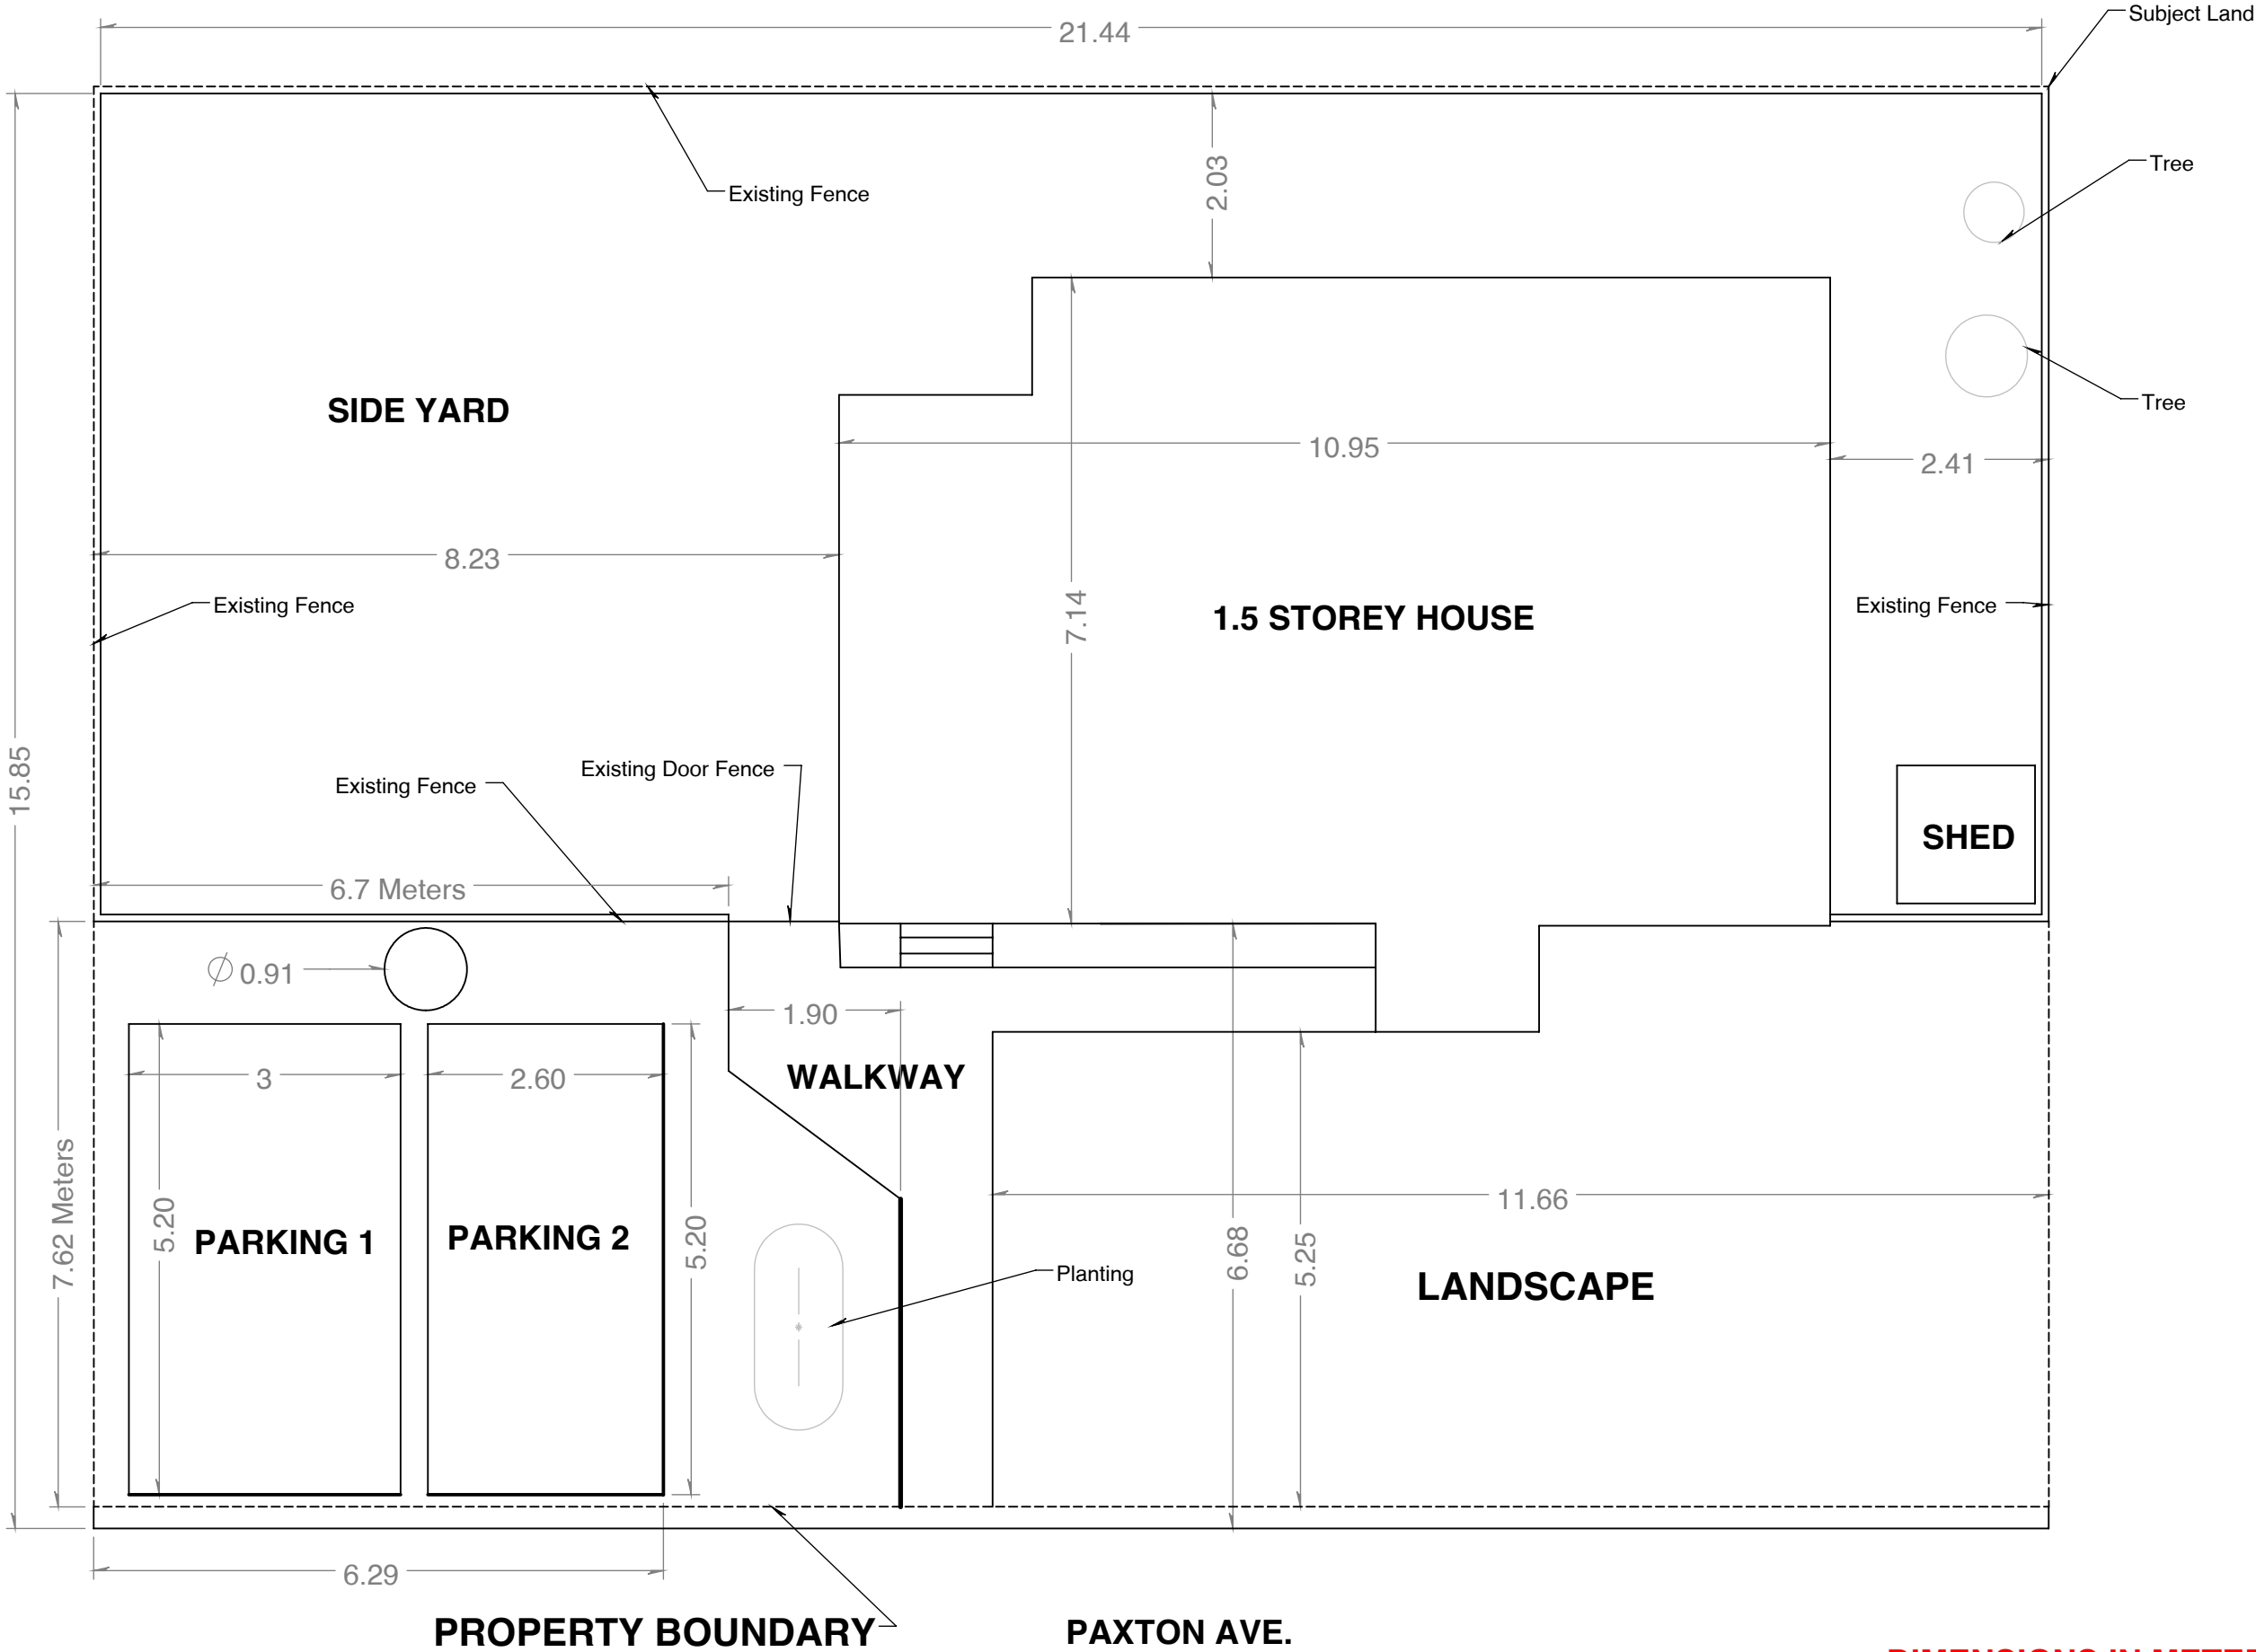 Subject Land
21.44
Tree
2.03
Existing Fence
Tree
SIDE YARD
10.95
2.41
8.23
7.14
1.5 STOREY HOUSE
Existing Fence
Existing Fence
15.85
Existing Door Fence
Existing Fence
SHED
6.7 Meters
∅ 0.91
1.90
3
2.60
WALKWAY
7.62 Meters
5.20
PARKING 1
PARKING 2
5.20
11.66
6.68
5.25
Planting
LANDSCAPE
6.29
PROPERTY BOUNDARY
PAXTON AVE.
DIMENSIONS IN